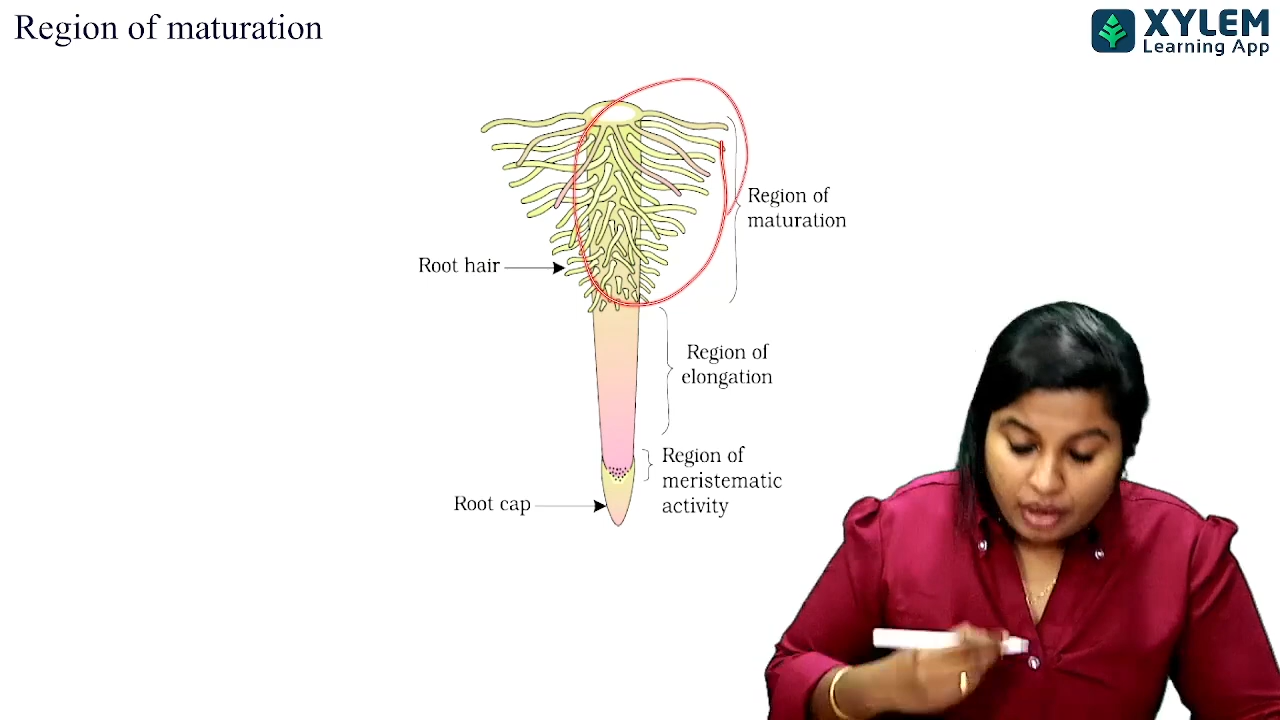 Region of maturation
XYLEM
Learning App
Region of
maturation
Root hair
Region of
elongation
Region of
meristematic
activity
Root cap